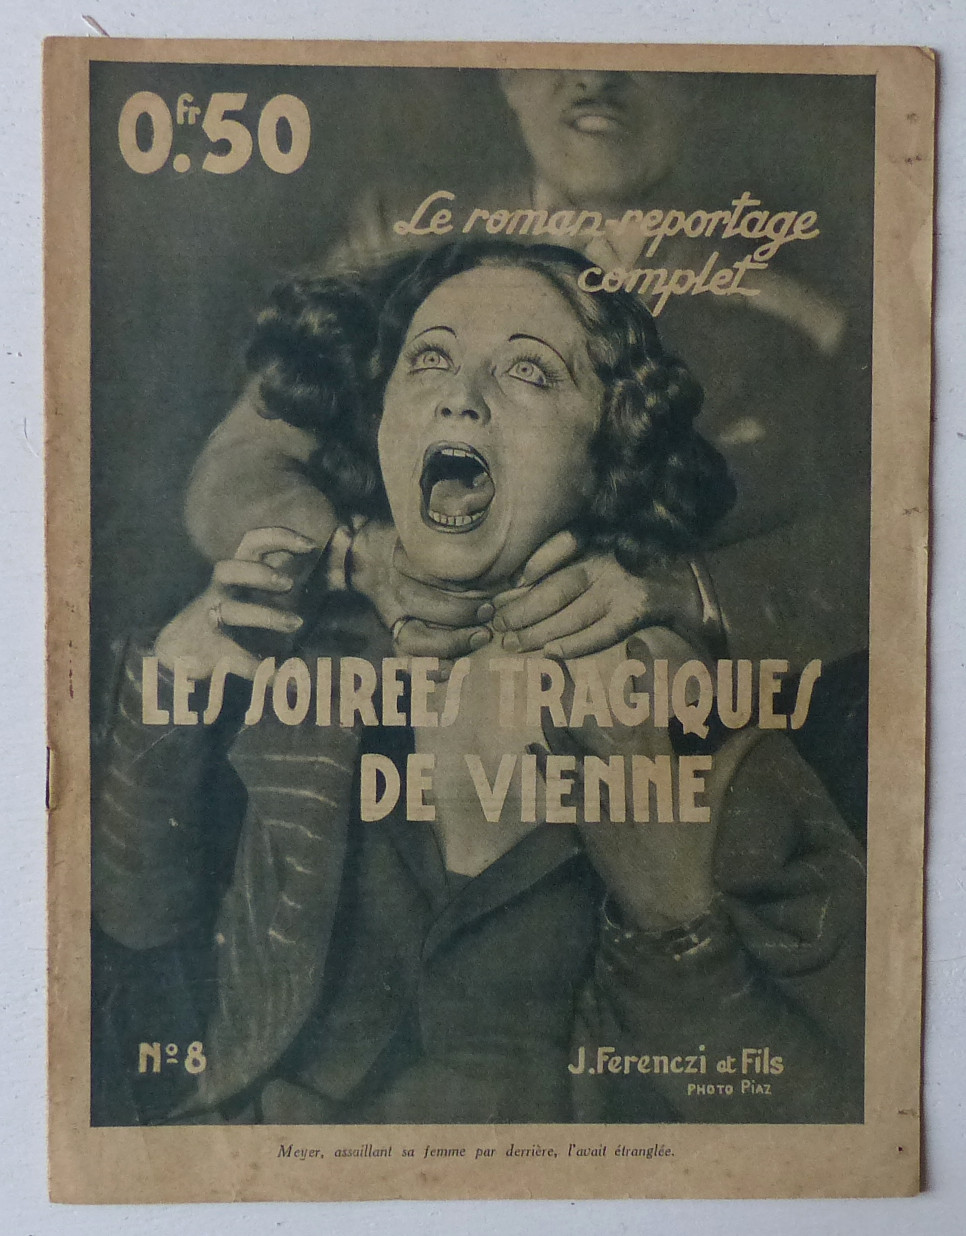 0.fr50
Le roman-reportage
complet
LES SOIREES TRAGIQUES
DE VIENNE
Nº 8
J. Ferenczi et Fils
PHOTO PIAZ
Meyer, assaillant sa femme par derrière, l'avait étranglée.